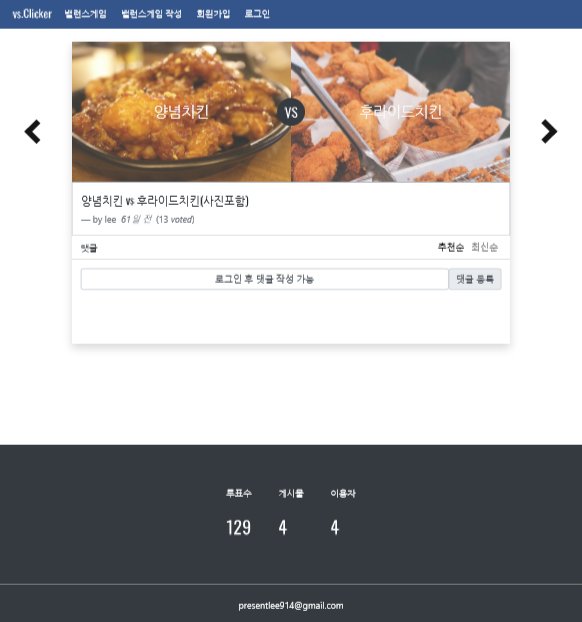 vs.Clicker 밸런스게임 밸런스게임 작성 회원가입 로그인
양념치킨 VS 후라이드치킨
양념치킨 vs 후라이드치킨(사진포함)
— by lee 61일 전 (13 voted)
댓글 추천순 최신순
로그인 후 댓글 작성 가능 댓글 등록
투표수 게시물 이용자
129 4 4
presentlee914@gmail.com